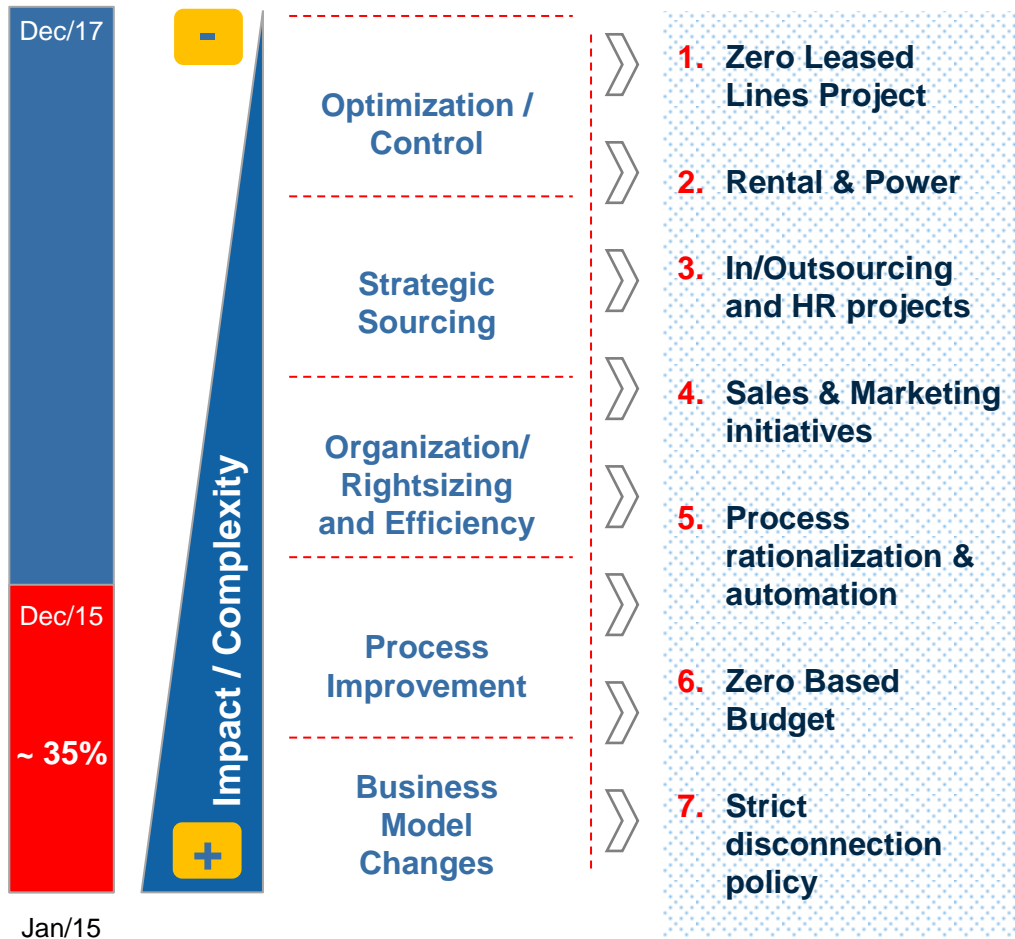 Dec/17
Dec/15
~ 35%
Jan/15
-
Impact / Complexity
+
Optimization /
Control
Strategic
Sourcing
Organization/
Rightsizing
and Efficiency
Process
Improvement
Business
Model
Changes
1. Zero Leased
Lines Project
2. Rental & Power
3. In/Outsourcing
and HR projects
4. Sales & Marketing
initiatives
5. Process
rationalization &
automation
6. Zero Based
Budget
7. Strict
disconnection
policy